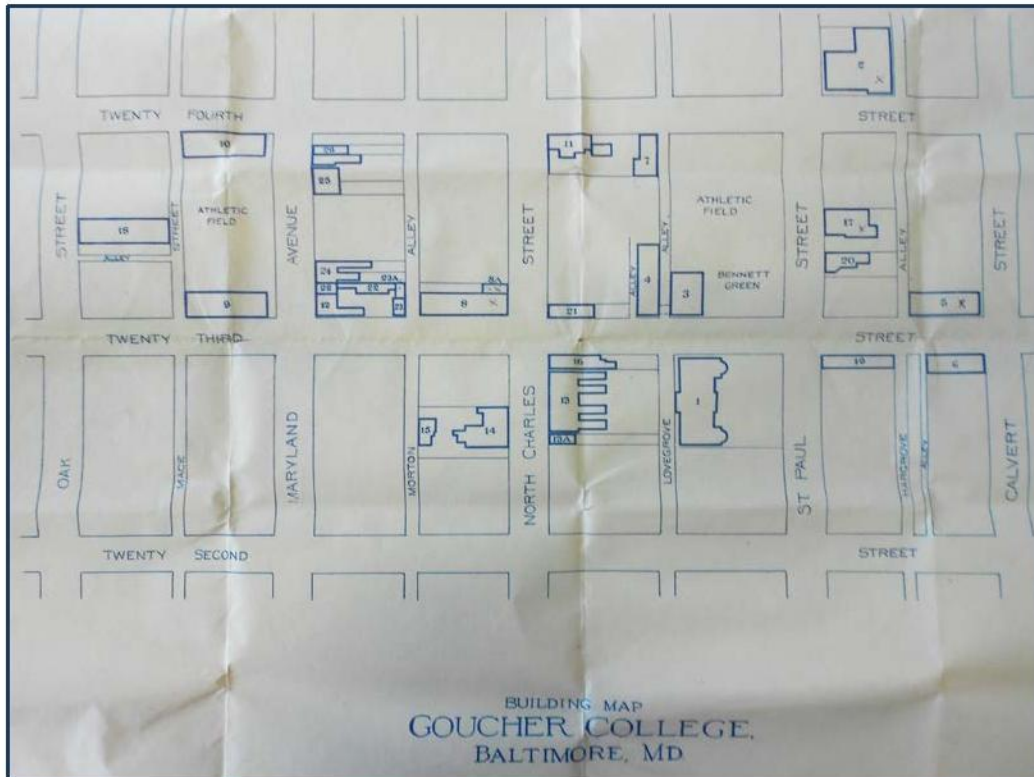 TWENTY FOURTH STREET
10
26
25
11
7
ATHLETIC
FIELD
ATHLETIC
FIELD
18
17
X
20
STREET
STREET
ALLEY
AVENUE
ALLEY
STREET
ALLEY
ALLEY
STREET
ALLEY
STREET
24
23A
22
12
9
8A
8
X
21
4
3
BENNETT
GREEN
5 X
TWENTY THIRD STREET
16
13
13A
15
14
1
19
6
OAK
MACE
MARYLAND
MORTON
NORTH CHARLES
LOVEGROVE
ST PAUL
HARGROVE
ALLEY
CALVERT
TWENTY SECOND STREET
BUILDING MAP
GOUCHER COLLEGE,
BALTIMORE, MD